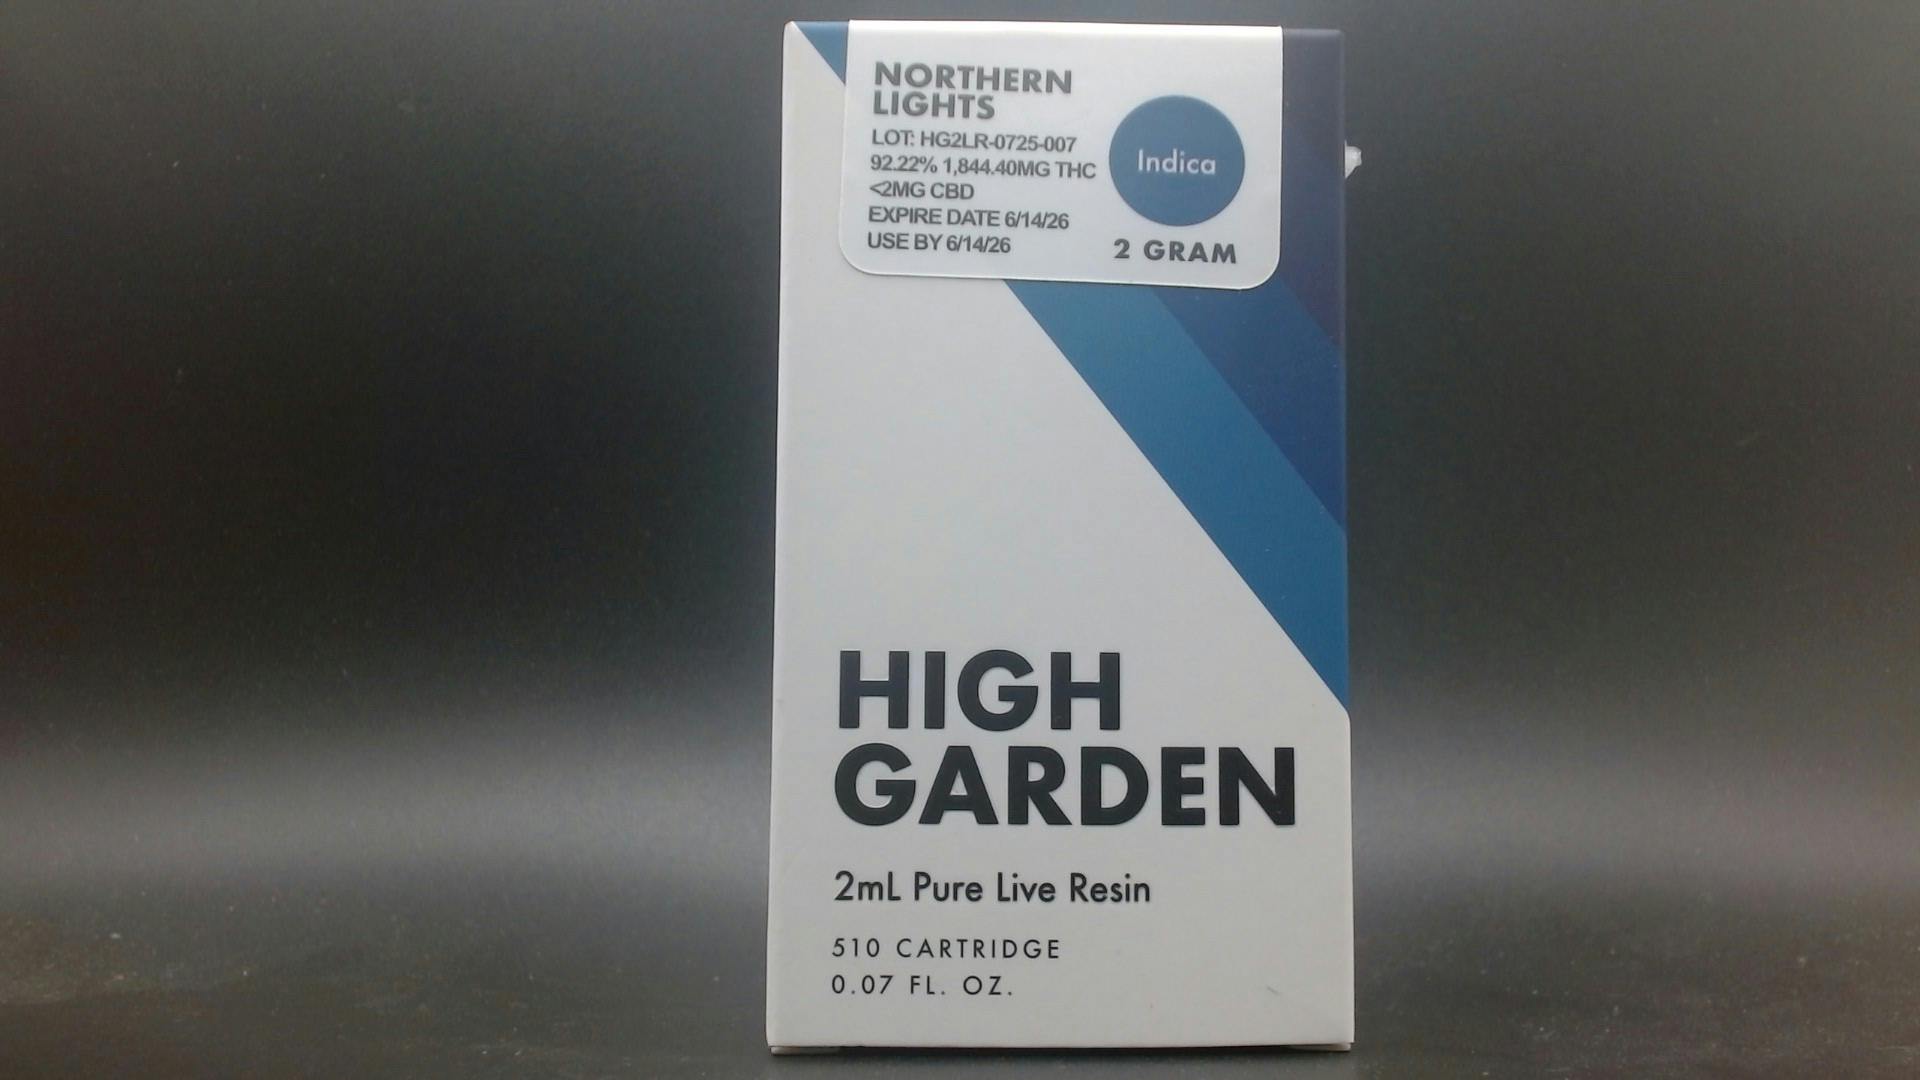 NORTHERN
LIGHTS
LOT: HG2LR-0725-007
92.22% 1,844.40MG THC
<2MG CBD
EXPIRE DATE 6/14/26
USE BY 6/14/26
Indica
2 GRAM
HIGH
GARDEN
2mL Pure Live Resin
510 CARTRIDGE
0.07 FL. OZ.